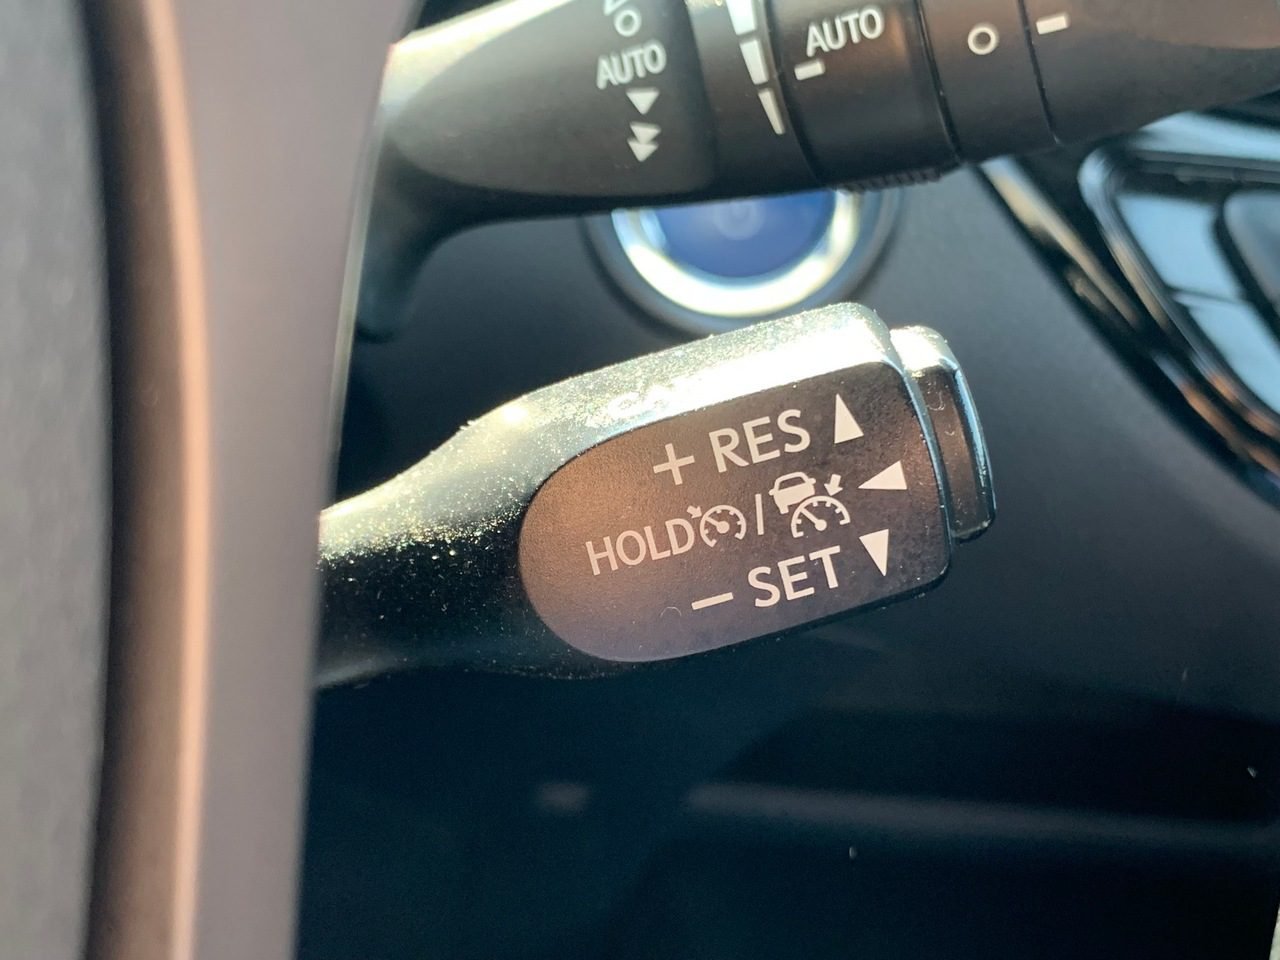 AUTO
AUTO
+ RES
HOLD /
− SET